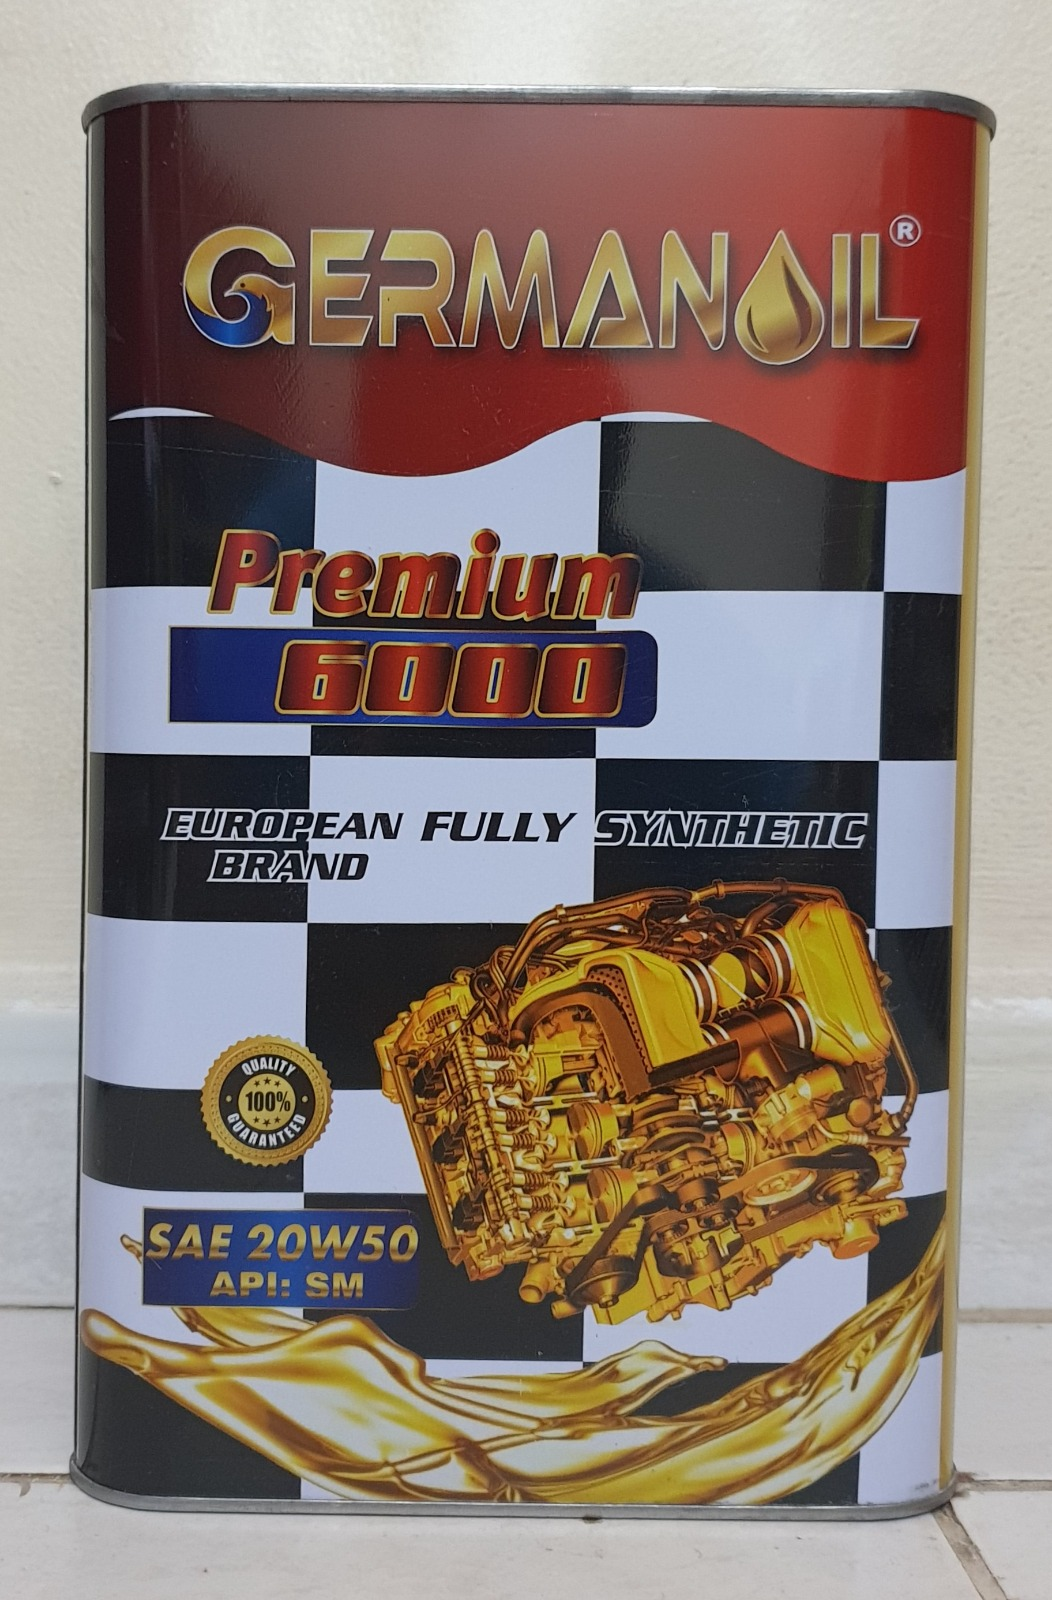 GERMANOIL®
Premium
6000
EUROPEAN FULLY SYNTHETIC
BRAND
QUALITY
100%
GUARANTEED
SAE 20W50
API: SM